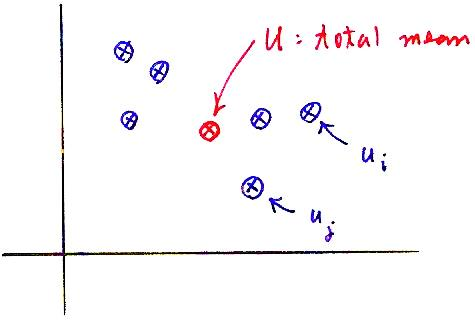 u : total mean
u_i
u_j